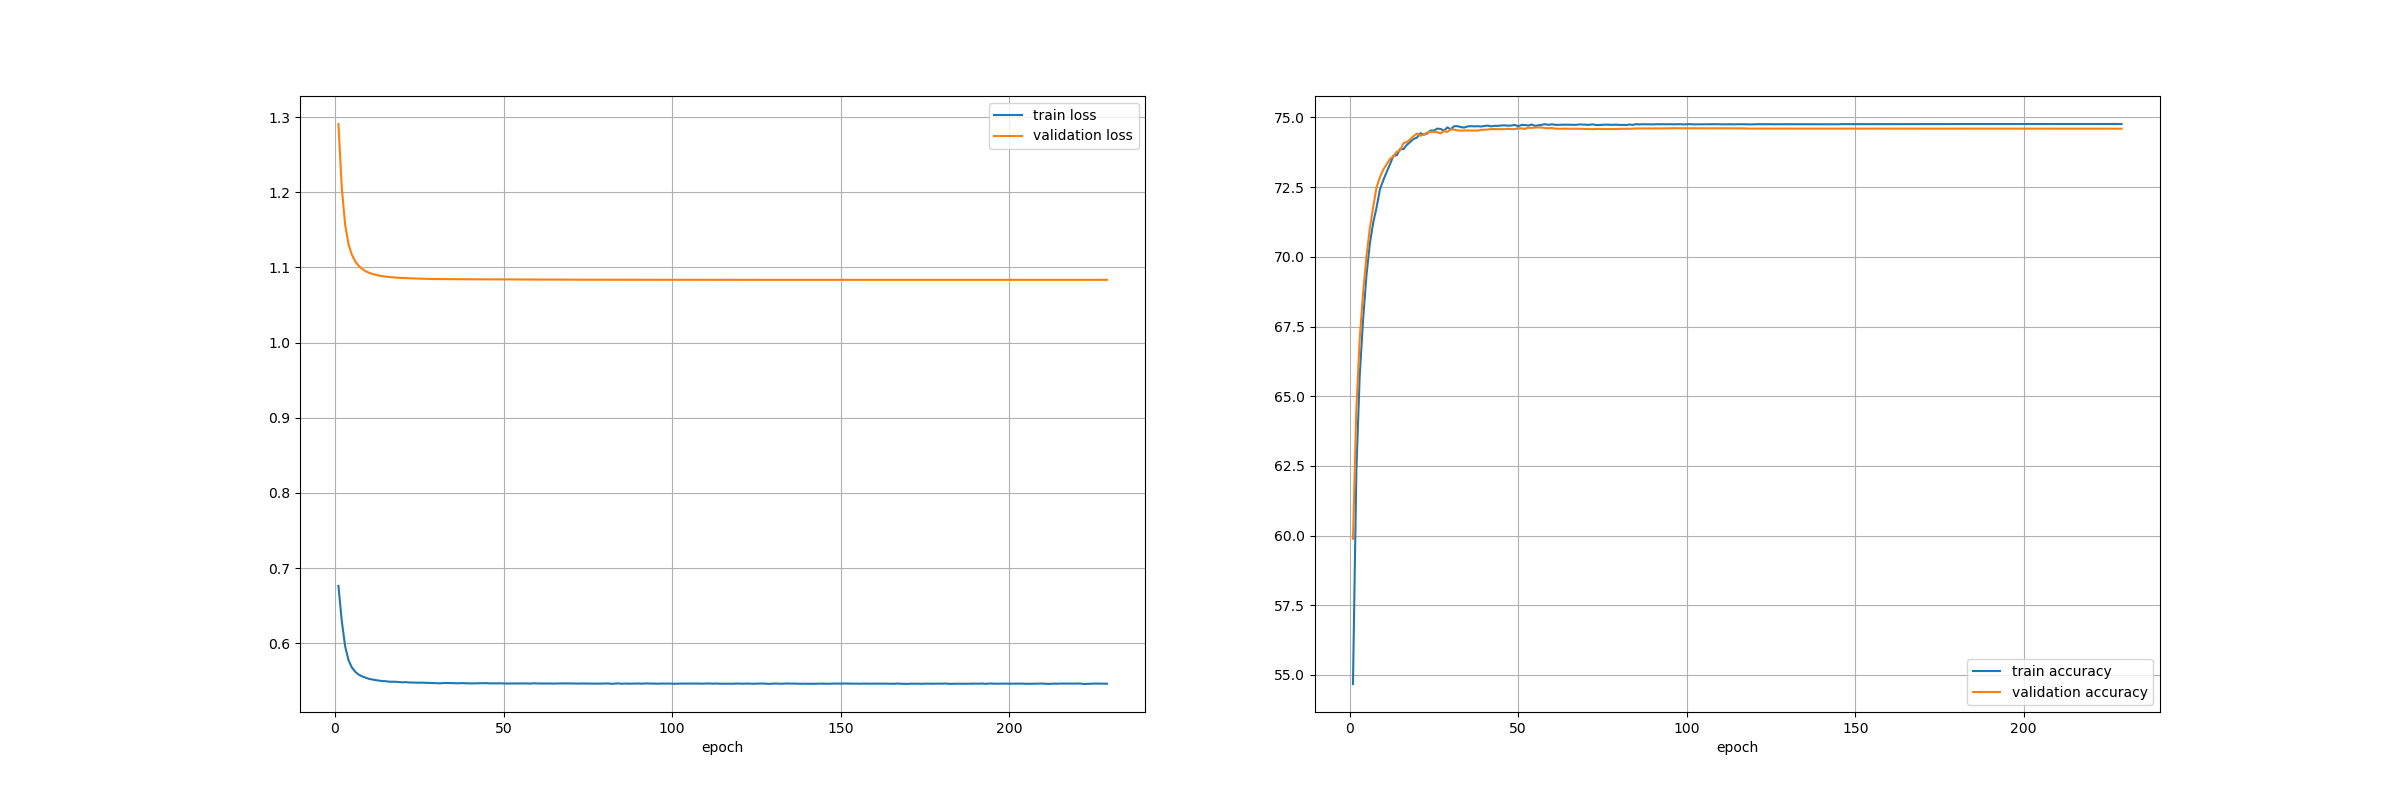 1.3
1.2
1.1
1.0
0.9
0.8
0.7
0.6
0 50 100 150 200
epoch
train loss
validation loss
75.0
72.5
70.0
67.5
65.0
62.5
60.0
57.5
55.0
0 50 100 150 200
epoch
train accuracy
validation accuracy